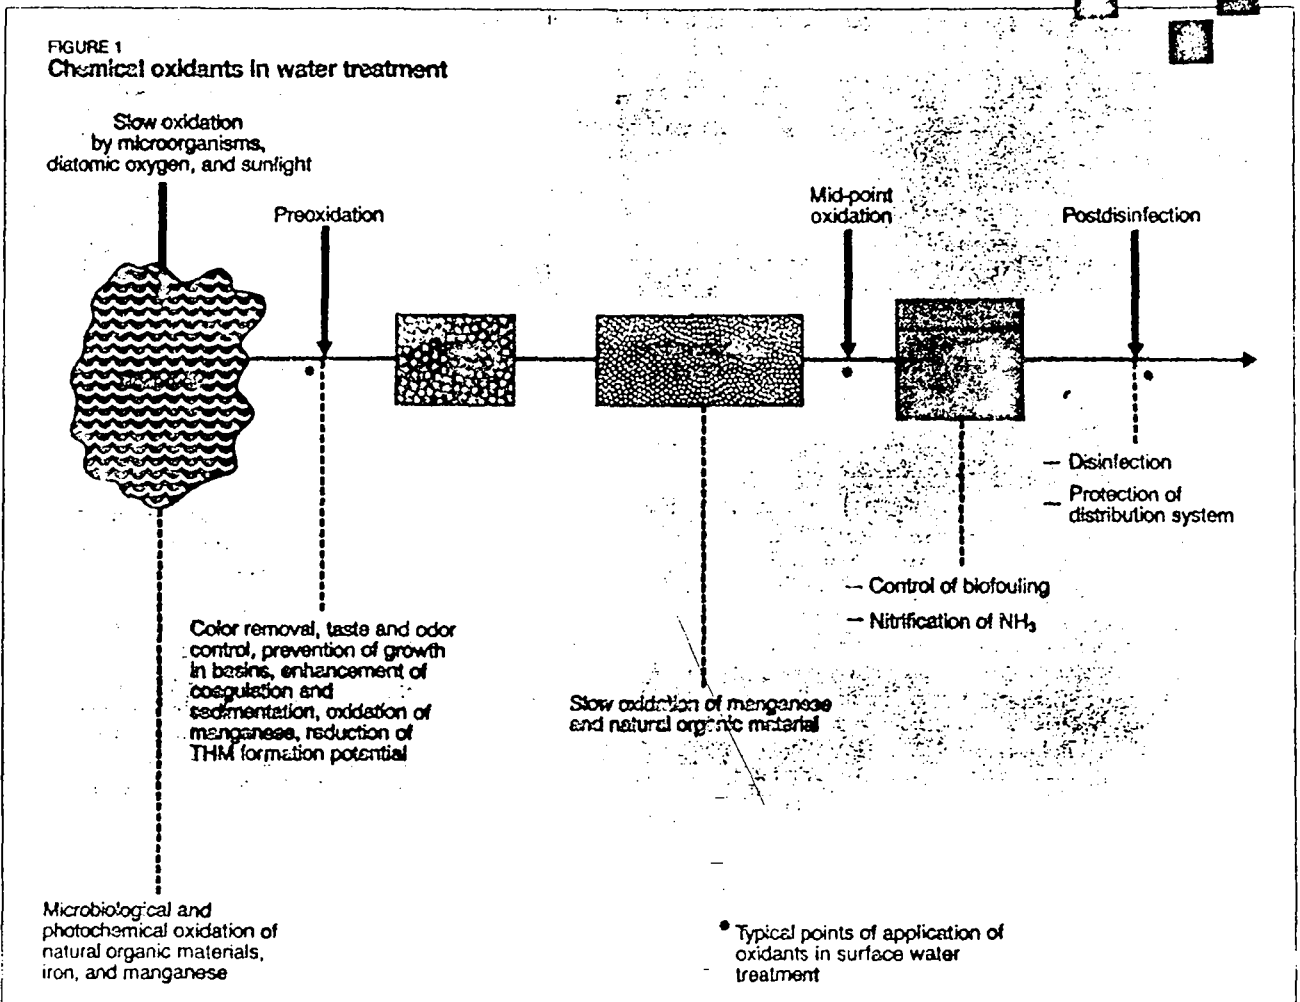 FIGURE 1
Chemical oxidants in water treatment
Slow oxidation
by microorganisms,
diatomic oxygen, and sunlight
Preoxidation
Mid-point
oxidation
Postdisinfection
– Disinfection
– Protection of
distribution system
– Control of biofouling
– Nitrification of NH₃
Color removal, taste and odor
control, prevention of growth
in basins, enhancement of
coagulation and
sedimentation, oxidation of
manganese, reduction of
THM formation potential
Slow oxidation of manganese
and natural organic material
Microbiological and
photochemical oxidation of
natural organic materials,
iron, and manganese
• Typical points of application of
oxidants in surface water
treatment